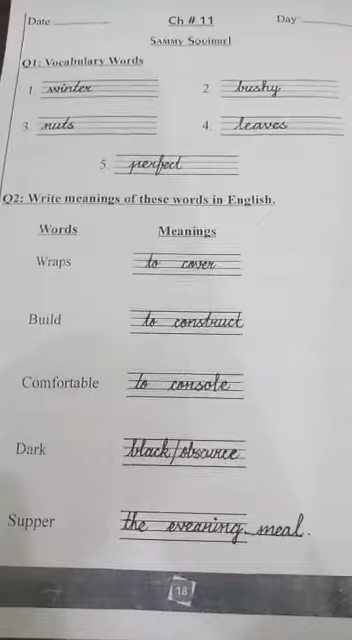 Date
Ch # 11
Day
Sammy Squirrel
Q1: Vocabulary Words
1 winter 2. bushy
3. nuts 4. leaves
5. perfect
Q2: Write meanings of these words in English.
Words Meanings
Wraps to cover
Build to construct
Comfortable to console
Dark black/obscure
Supper the evening meal.
18